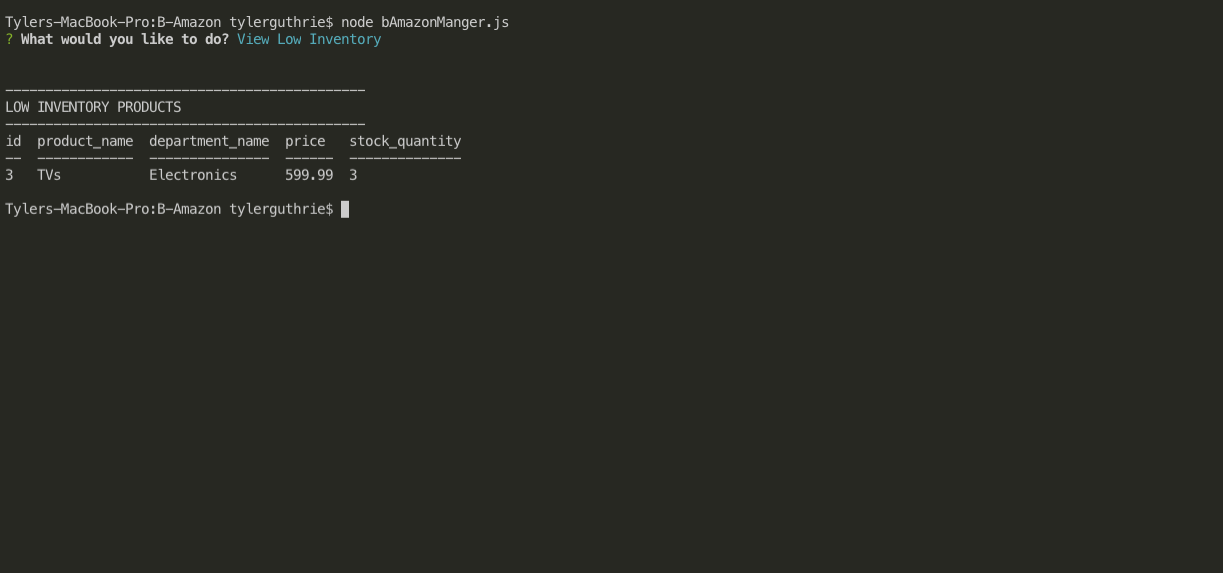 Tylers-MacBook-Pro:B-Amazon tylerguthrie$ node bAmazonManger.js
? What would you like to do? View Low Inventory
---------------------------------------------
LOW INVENTORY PRODUCTS
---------------------------------------------
id  product_name  department_name  price   stock_quantity
--  ------------  ---------------  ------  --------------
3   TVs           Electronics      599.99  3
Tylers-MacBook-Pro:B-Amazon tylerguthrie$